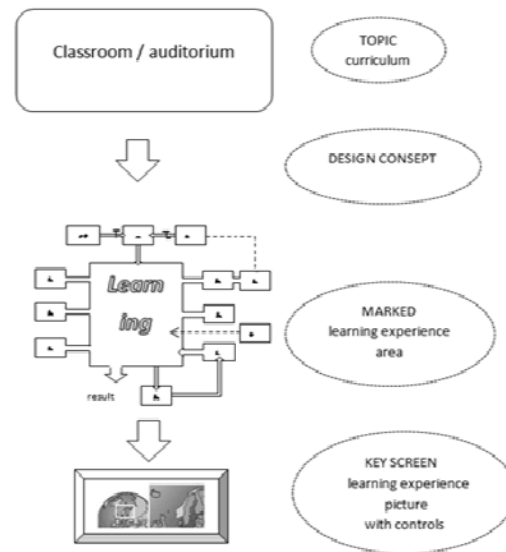 Classroom / auditorium
TOPIC
curriculum
DESIGN CONSEPT
Learn
ing
MARKED
learning experience
area
result
KEY SCREEN
learning experience
picture
with controls